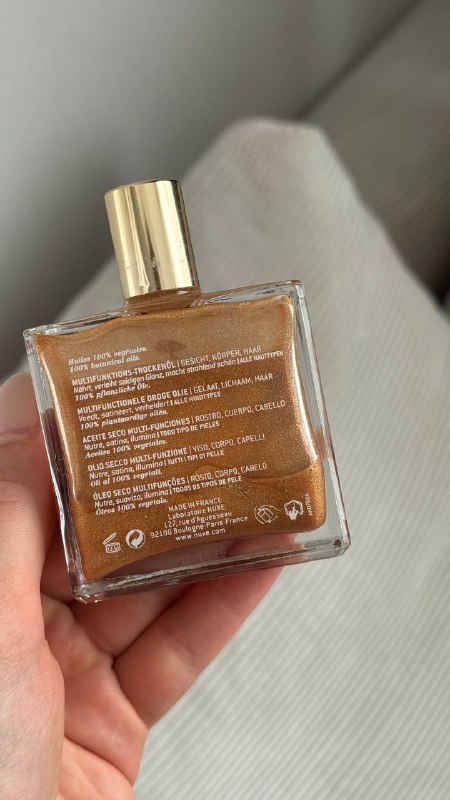 Huiles 100% végétales.
100% botanical oils.
MULTIFUNKTIONS-TROCKENÖL | GESICHT, KÖRPER, HAAR
Nährt, verleiht seidigen Glanz, macht strahlend schön | ALLE HAUTTYPEN
100% pflanzliche Öle.
MULTIFUNCTIONELE DROGE OLIE | GELAAT, LICHAAM, HAAR
Voedt, satineert, verheldert | ALLE HUIDTYPES
100% plantaardige oliën.
ACEITE SECO MULTI-FUNCIONES | ROSTRO, CUERPO, CABELLO
Nutre, satina, ilumina | TODO TIPO DE PIELES
Aceites 100% vegetales.
OLIO SECCO MULTI-FUNZIONE | VISO, CORPO, CAPELLI
Nutre, satina, illumina | TUTTI I TIPI DI PELLE
Oli al 100% vegetali.
ÓLEO SECO MULTIFUNÇÕES | ROSTO, CORPO, CABELO
Nutre, suaviza, ilumina | TODOS OS TIPOS DE PELE
Óleos 100% vegetais.
MADE IN FRANCE
Laboratoire NUXE
127, rue d'Aguesseau
92100 Boulogne-Paris-France
www.nuxe.com